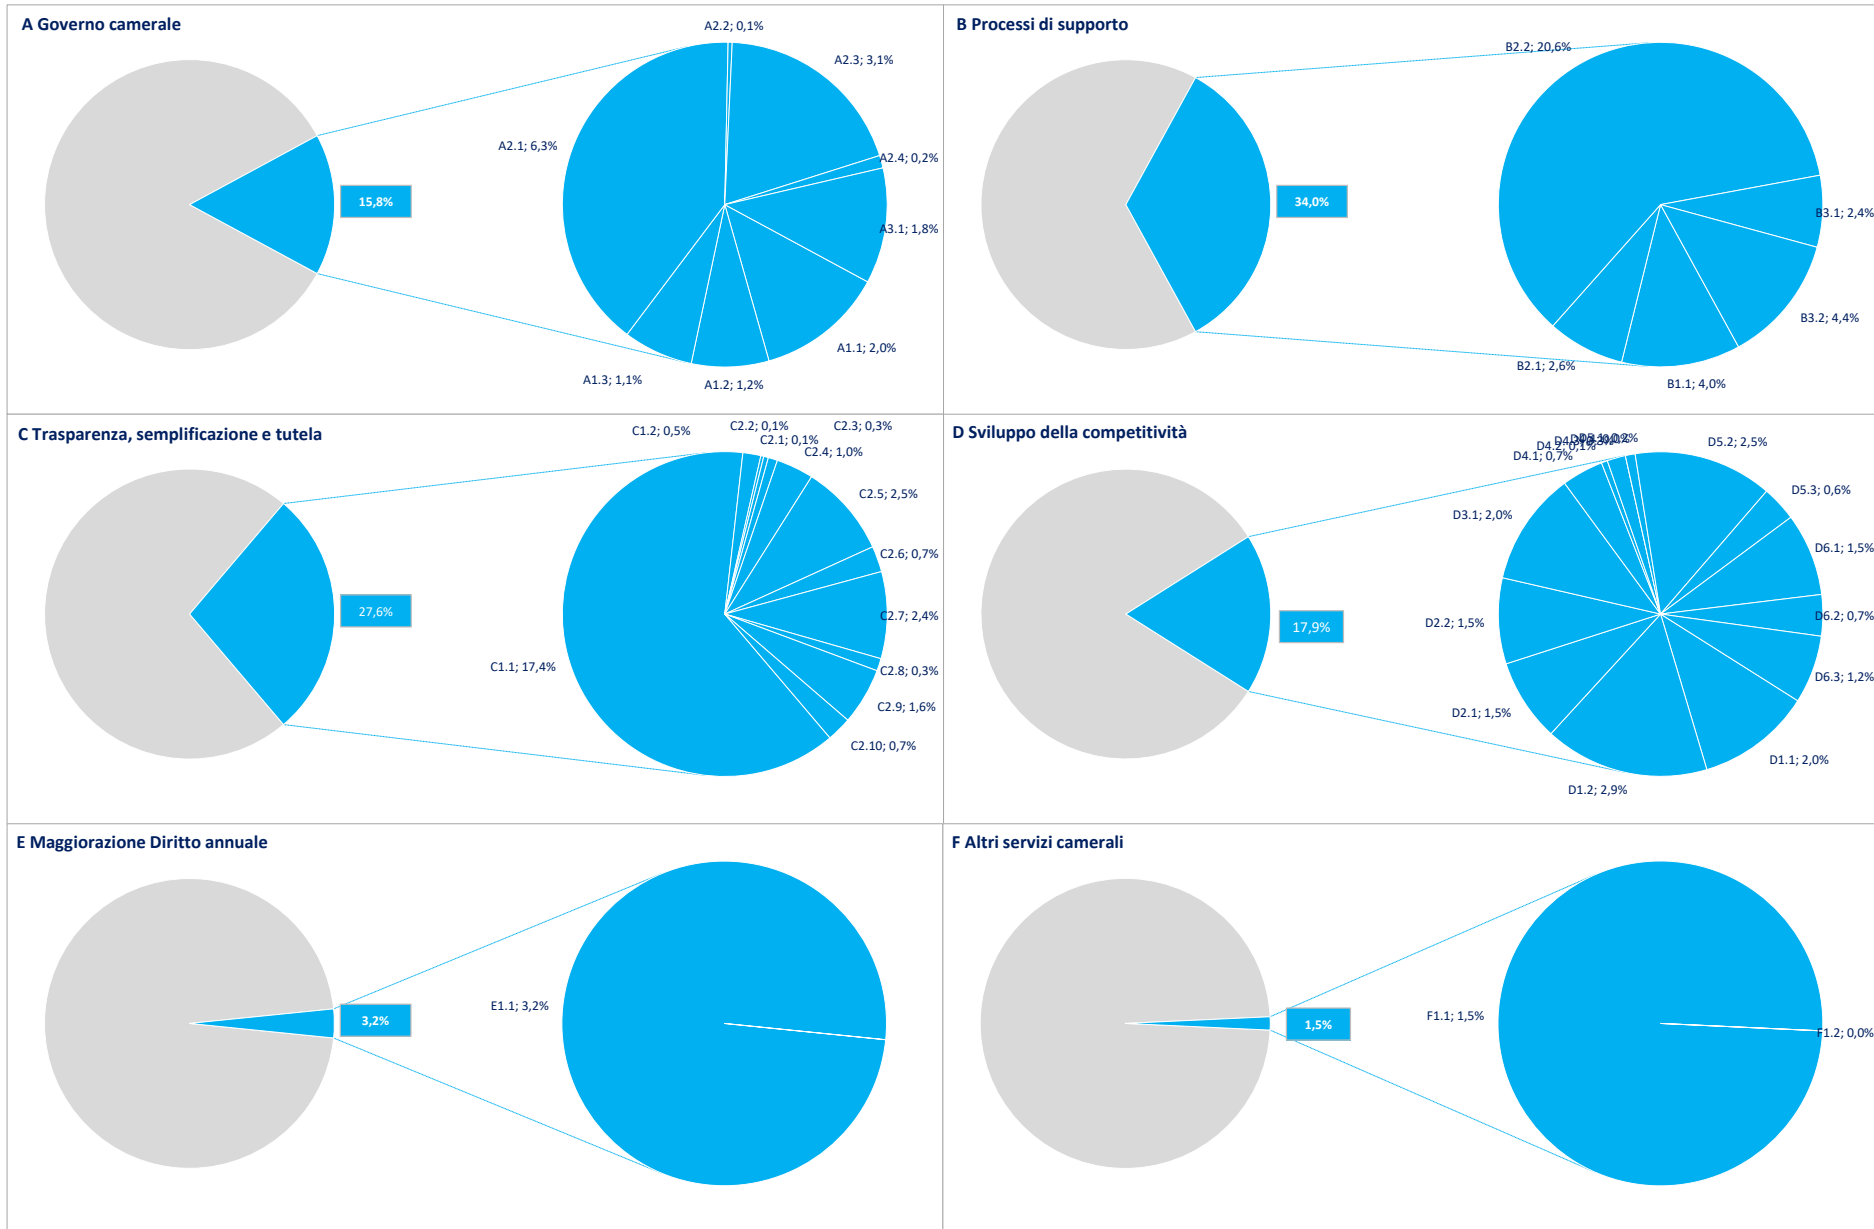 A Governo camerale
A2.2; 0,1%
A2.3; 3,1%
A2.1; 6,3%
A2.4; 0,2%
15,8%
A3.1; 1,8%
A1.1; 2,0%
A1.3; 1,1%
A1.2; 1,2%
B Processi di supporto
B2.2; 20,6%
34,0%
B3.1; 2,4%
B3.2; 4,4%
B2.1; 2,6%
B1.1; 4,0%
C Trasparenza, semplificazione e tutela
C1.2; 0,5%
C2.2; 0,1%
C2.3; 0,3%
C2.1; 0,1%
C2.4; 1,0%
C2.5; 2,5%
C2.6; 0,7%
27,6%
C2.7; 2,4%
C1.1; 17,4%
C2.8; 0,3%
C2.9; 1,6%
C2.10; 0,7%
D Sviluppo della competitività
D5.2; 2,5%
D4.2; 0,1%
D4.1; 0,7%
D5.3; 0,6%
D3.1; 2,0%
D6.1; 1,5%
17,9%
D2.2; 1,5%
D6.2; 0,7%
D6.3; 1,2%
D2.1; 1,5%
D1.1; 2,0%
D1.2; 2,9%
E Maggiorazione Diritto annuale
E1.1; 3,2%
3,2%
F Altri servizi camerali
F1.1; 1,5%
1,5%
F1.2; 0,0%